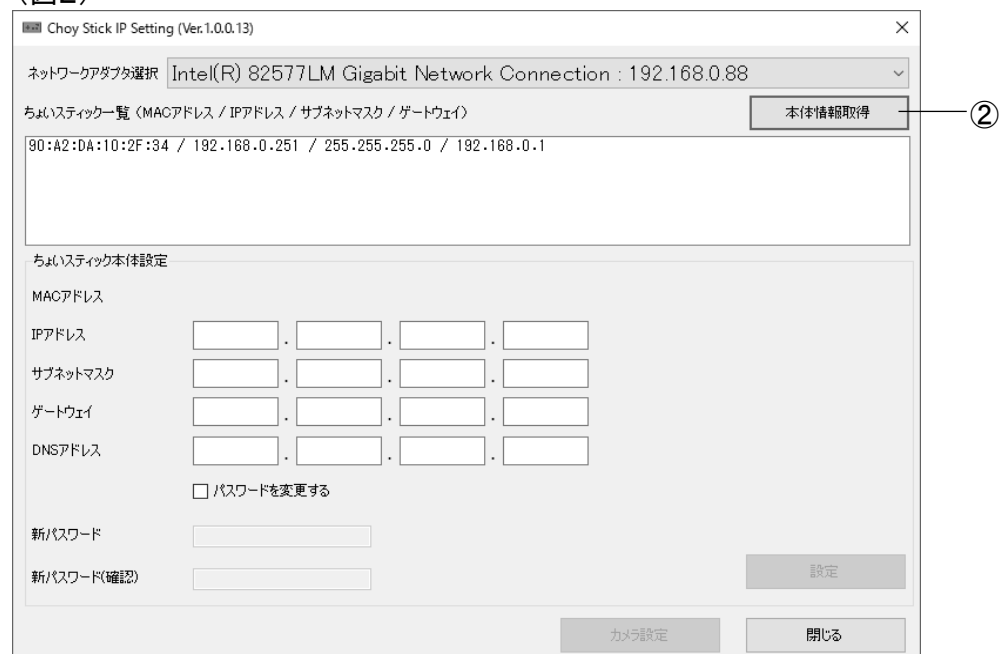 (図2)
Choy Stick IP Setting (Ver.1.0.0.13)
ネットワークアダプタ選択 Intel(R) 82577LM Gigabit Network Connection : 192.168.0.88
ちょいスティック一覧 (MACアドレス / IPアドレス / サブネットマスク / ゲートウェイ) 本体情報取得 ②
90:A2:DA:10:2F:34 / 192.168.0.251 / 255.255.255.0 / 192.168.0.1
ちょいスティック本体設定
MACアドレス
IPアドレス . . .
サブネットマスク . . .
ゲートウェイ . . .
DNSアドレス . . .
パスワードを変更する
新パスワード
新パスワード(確認) 設定
カメラ設定 閉じる